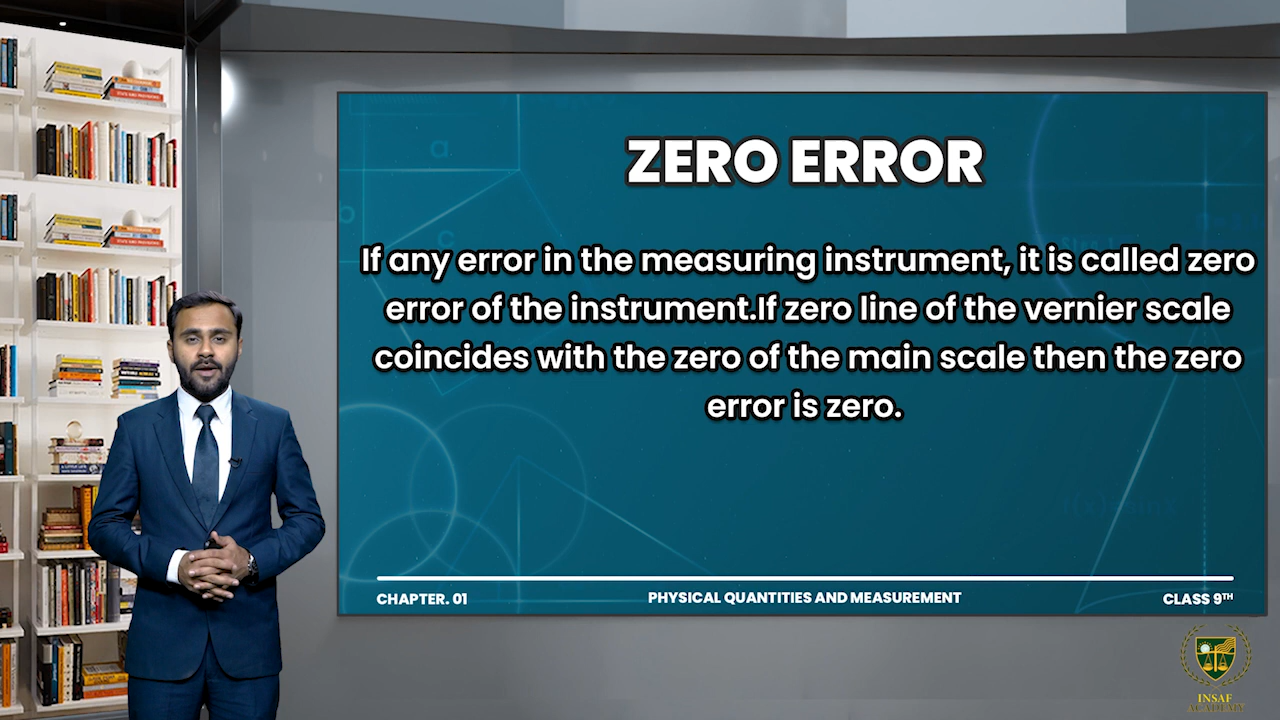 ZERO ERROR
If any error in the measuring instrument, it is called zero
error of the instrument.If zero line of the vernier scale
coincides with the zero of the main scale then the zero
error is zero.
CHAPTER. 01
PHYSICAL QUANTITIES AND MEASUREMENT
CLASS 9TH
INSAF
ACADEMY
a
b
c